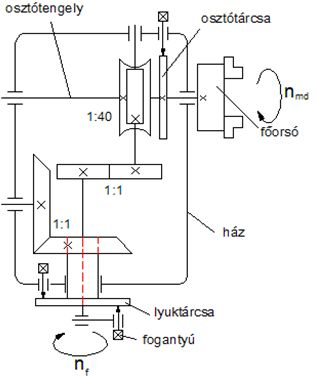 osztótengely
osztótárcsa
1:40
n_md
főorsó
1:1
1:1
ház
lyuktárcsa
fogantyú
n_f